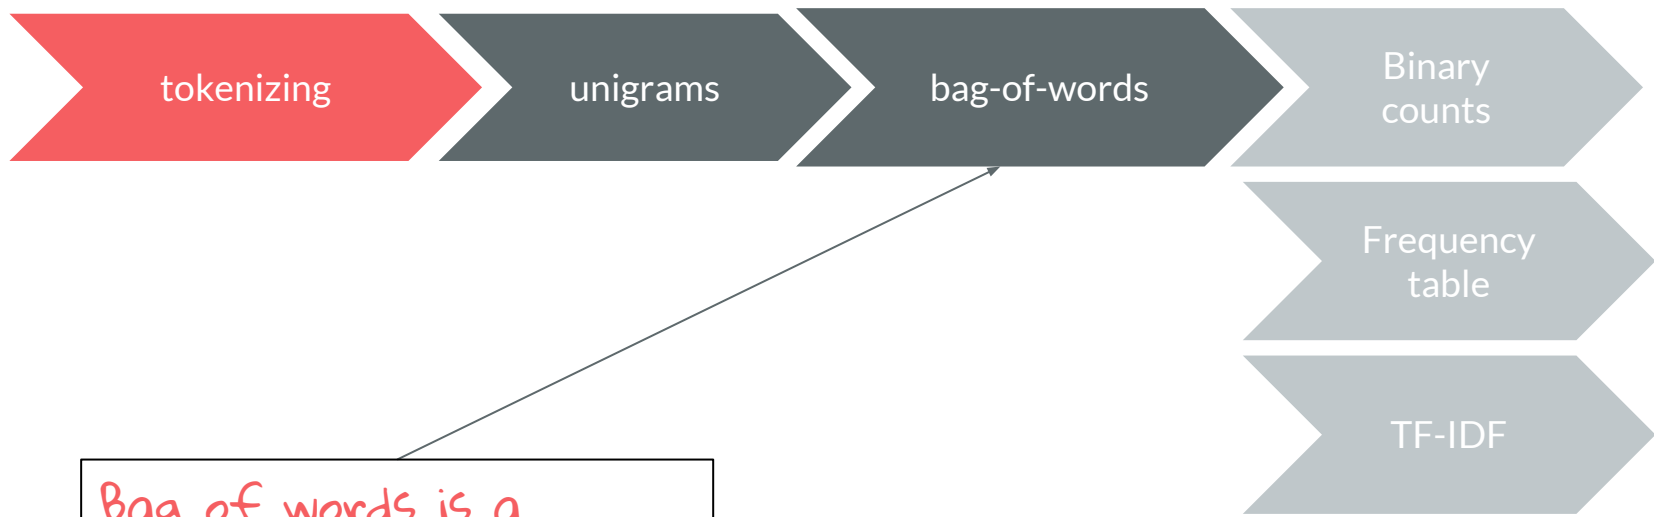 tokenizing
unigrams
bag-of-words
Binary
counts
Frequency
table
TF-IDF
Bag of words is a